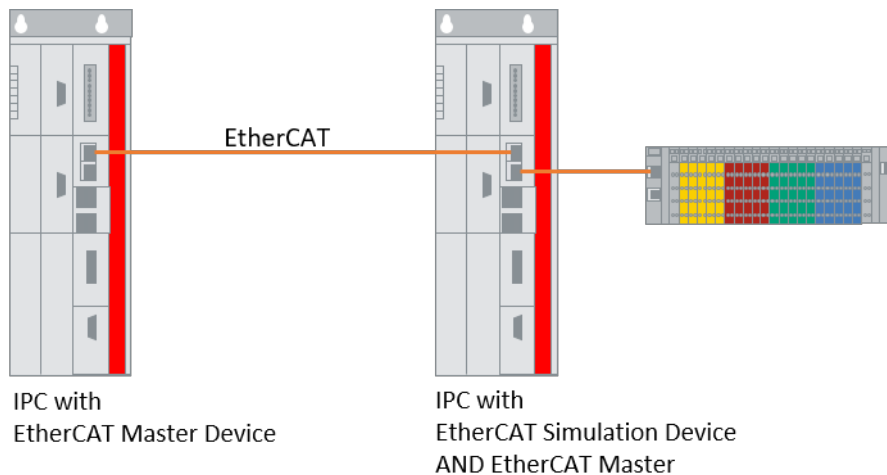 EtherCAT
IPC with
EtherCAT Master Device
IPC with
EtherCAT Simulation Device
AND EtherCAT Master